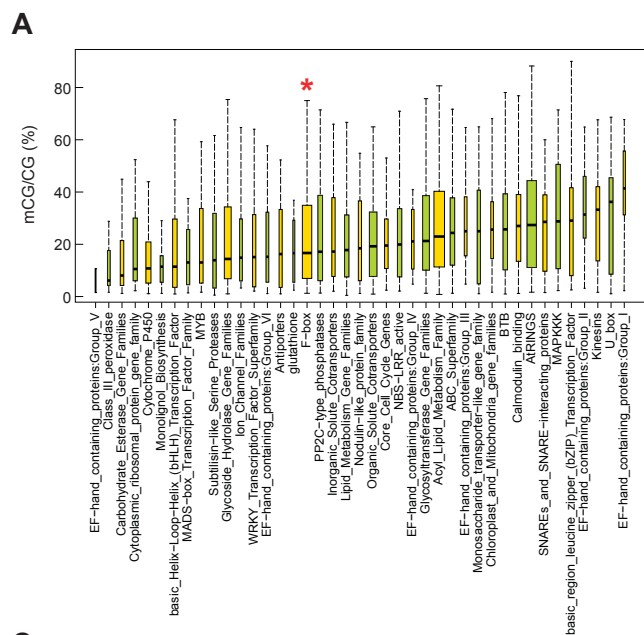 A
mCG/CG (%)
80
60
40
20
0
*
EF-hand_containing_proteins:Group_V
Class_III_peroxidase
Carbohydrate_Esterase_Gene_Families
Cytoplasmic_ribosomal_protein_gene_family
Cytochrome_P450
Monolignol_Biosynthesis
basic_Helix-Loop-Helix_(bHLH)_Transcription_Factor
MADS-box_Transcription_Factor_Family
MYB
Subtilisin-like_Serine_Proteases
Glycoside_Hydrolase_Gene_Families
Ion_Channel_Families
WRKY_Transcription_Factor_Superfamily
EF-hand_containing_proteins:Group_VI
Antiporters
glutathione
F-box
PP2C-type_phosphatases
Inorganic_Solute_Cotransporters
Lipid_Metabolism_Gene_Families
Nodulin-like_protein_family
Organic_Solute_Cotransporters
Core_Cell_Cycle_Genes
NBS-LRR_active
EF-hand_containing_proteins:Group_IV
Glycosyltransferase_Gene_Families
Acyl_Lipid_Metabolism_Family
ABC_Superfamily
EF-hand_containing_proteins:Group_III
Monosaccharide_transporter-like_gene_family
Chloroplast_and_Mitochondria_gene_families
BTB
Calmodulin_binding
AtRINGS
SNAREs_and_SNARE-interacting_proteins
MAPKKK
basic_region_leucine_zipper_(bZIP)_Transcription_Factor
EF-hand_containing_proteins:Group_II
Kinesins
U_box
EF-hand_containing_proteins:Group_I